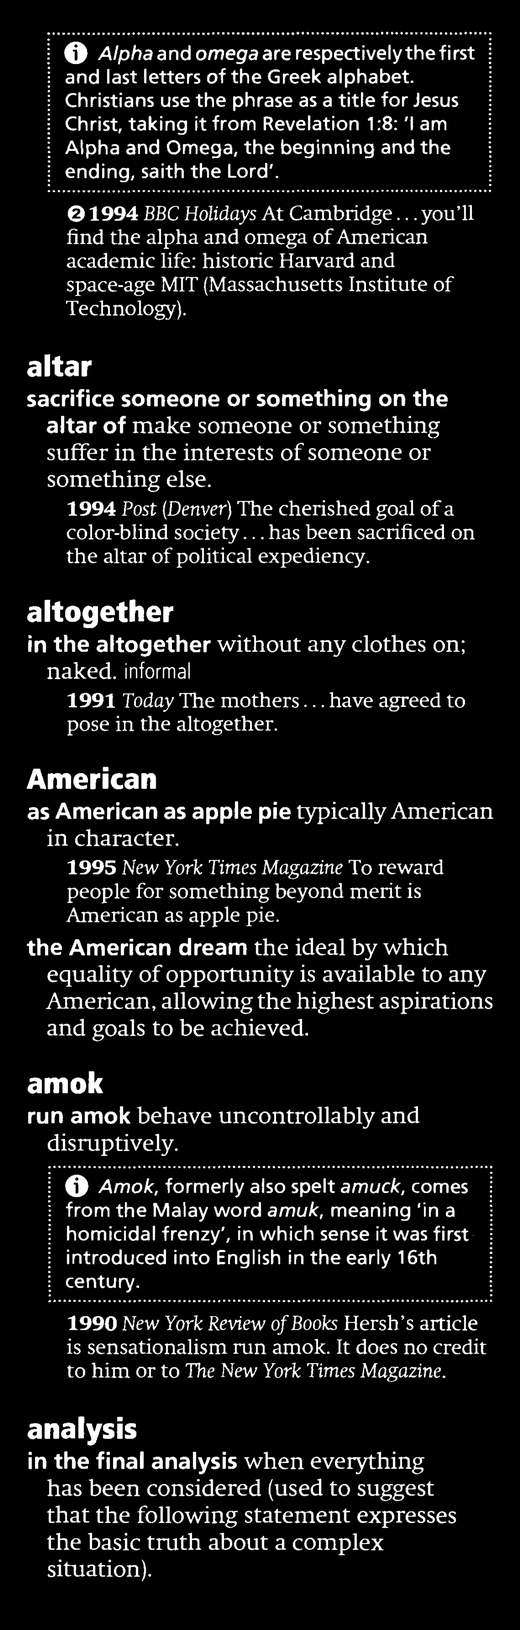 ⓘ Alpha and omega are respectively the first
and last letters of the Greek alphabet.
Christians use the phrase as a title for Jesus
Christ, taking it from Revelation 1:8: 'I am
Alpha and Omega, the beginning and the
ending, saith the Lord'.
❷ 1994 BBC Holidays At Cambridge...you'll
find the alpha and omega of American
academic life: historic Harvard and
space-age MIT (Massachusetts Institute of
Technology).
altar
sacrifice someone or something on the
altar of make someone or something
suffer in the interests of someone or
something else.
1994 Post (Denver) The cherished goal of a
color-blind society...has been sacrificed on
the altar of political expediency.
altogether
in the altogether without any clothes on;
naked. informal
1991 Today The mothers...have agreed to
pose in the altogether.
American
as American as apple pie typically American
in character.
1995 New York Times Magazine To reward
people for something beyond merit is
American as apple pie.
the American dream the ideal by which
equality of opportunity is available to any
American, allowing the highest aspirations
and goals to be achieved.
amok
run amok behave uncontrollably and
disruptively.
ⓘ Amok, formerly also spelt amuck, comes
from the Malay word amuk, meaning 'in a
homicidal frenzy', in which sense it was first
introduced into English in the early 16th
century.
1990 New York Review of Books Hersh's article
is sensationalism run amok. It does no credit
to him or to The New York Times Magazine.
analysis
in the final analysis when everything
has been considered (used to suggest
that the following statement expresses
the basic truth about a complex
situation).